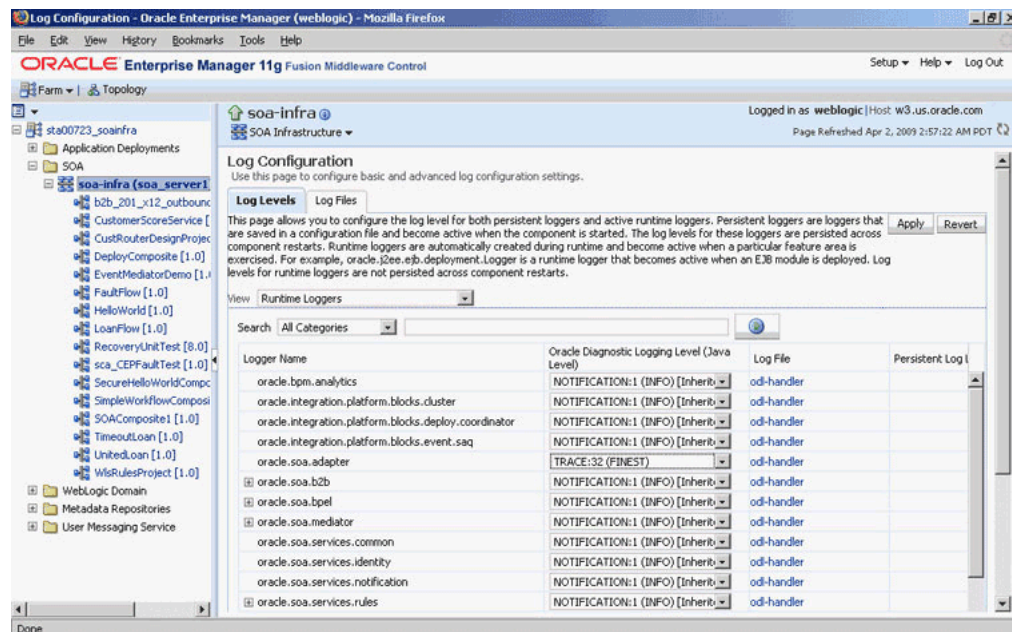 Log Configuration - Oracle Enterprise Manager (weblogic) - Mozilla Firefox
File Edit View History Bookmarks Tools Help
ORACLE Enterprise Manager 11g Fusion Middleware Control
Setup Help Log Out
Farm Topology
sta00723_soainfra
Application Deployments
SOA
soa-infra (soa_server1
b2b_201_x12_outbounc
CustomerScoreService [
CustRouterDesignProjec
DeployComposite [1.0]
EventMediatorDemo [1.
FaultFlow [1.0]
HelloWorld [1.0]
LoanFlow [1.0]
RecoveryUnitTest [8.0]
sca_CEPFaultTest [1.0]
SecureHelloWorldCompc
SimpleWorkflowComposi
SOAComposite1 [1.0]
TimeoutLoan [1.0]
UnitedLoan [1.0]
WlsRulesProject [1.0]
WebLogic Domain
Metadata Repositories
User Messaging Service
soa-infra
Logged in as weblogic|Host w3.us.oracle.com
SOA Infrastructure
Page Refreshed Apr 2, 2009 2:57:22 AM PDT
Log Configuration
Use this page to configure basic and advanced log configuration settings.
Log Levels Log Files
This page allows you to configure the log level for both persistent loggers and active runtime loggers. Persistent loggers are loggers that
are saved in a configuration file and become active when the component is started. The log levels for these loggers are persisted across
component restarts. Runtime loggers are automatically created during runtime and become active when a particular feature area is
exercised. For example, oracle.j2ee.ejb.deployment.Logger is a runtime logger that becomes active when an EJB module is deployed. Log
levels for runtime loggers are not persisted across component restarts.
Apply Revert
View Runtime Loggers
Search All Categories
Logger Name Oracle Diagnostic Logging Level (Java Level) Log File Persistent Log L
oracle.bpm.analytics NOTIFICATION:1 (INFO) [Inherit odl-handler
oracle.integration.platform.blocks.cluster NOTIFICATION:1 (INFO) [Inherit odl-handler
oracle.integration.platform.blocks.deploy.coordinator NOTIFICATION:1 (INFO) [Inherit odl-handler
oracle.integration.platform.blocks.event.saq NOTIFICATION:1 (INFO) [Inherit odl-handler
oracle.soa.adapter TRACE:32 (FINEST) odl-handler
oracle.soa.b2b NOTIFICATION:1 (INFO) [Inherit odl-handler
oracle.soa.bpel NOTIFICATION:1 (INFO) [Inherit odl-handler
oracle.soa.mediator NOTIFICATION:1 (INFO) [Inherit odl-handler
oracle.soa.services.common NOTIFICATION:1 (INFO) [Inherit odl-handler
oracle.soa.services.identity NOTIFICATION:1 (INFO) [Inherit odl-handler
oracle.soa.services.notification NOTIFICATION:1 (INFO) [Inherit odl-handler
oracle.soa.services.rules NOTIFICATION:1 (INFO) [Inherit odl-handler
Done